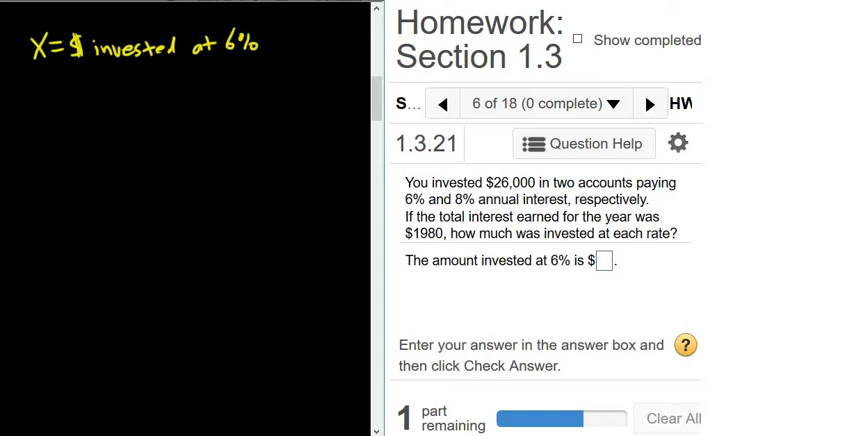 X = $ invested at 6%
Homework:
Section 1.3
Show completed
S...
6 of 18 (0 complete)
HW
1.3.21
Question Help
You invested $26,000 in two accounts paying
6% and 8% annual interest, respectively.
If the total interest earned for the year was
$1980, how much was invested at each rate?
The amount invested at 6% is $ .
Enter your answer in the answer box and
then click Check Answer.
?
1 part
remaining
Clear All